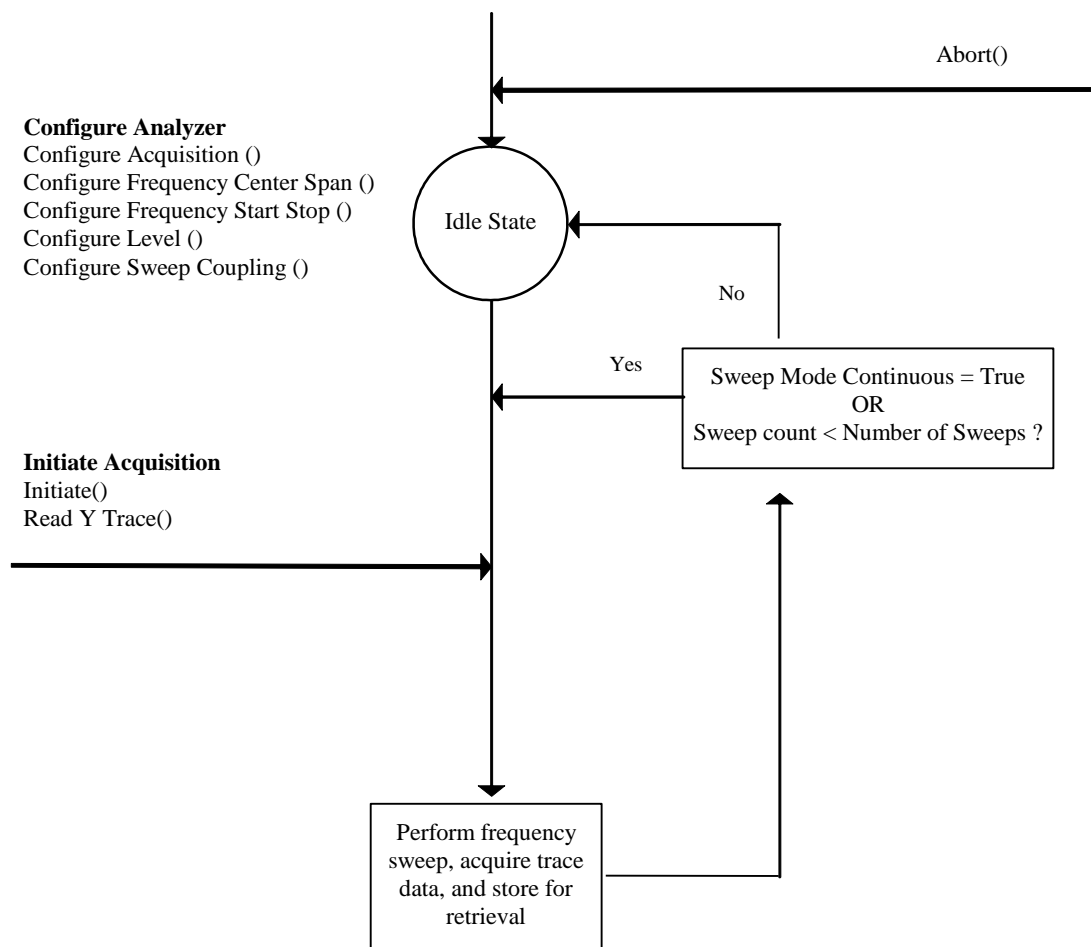 Abort()
Configure Analyzer
Configure Acquisition ()
Configure Frequency Center Span ()
Configure Frequency Start Stop ()
Configure Level ()
Configure Sweep Coupling ()
Idle State
No
Yes
Sweep Mode Continuous = True
OR
Sweep count < Number of Sweeps ?
Initiate Acquisition
Initiate()
Read Y Trace()
Perform frequency
sweep, acquire trace
data, and store for
retrieval